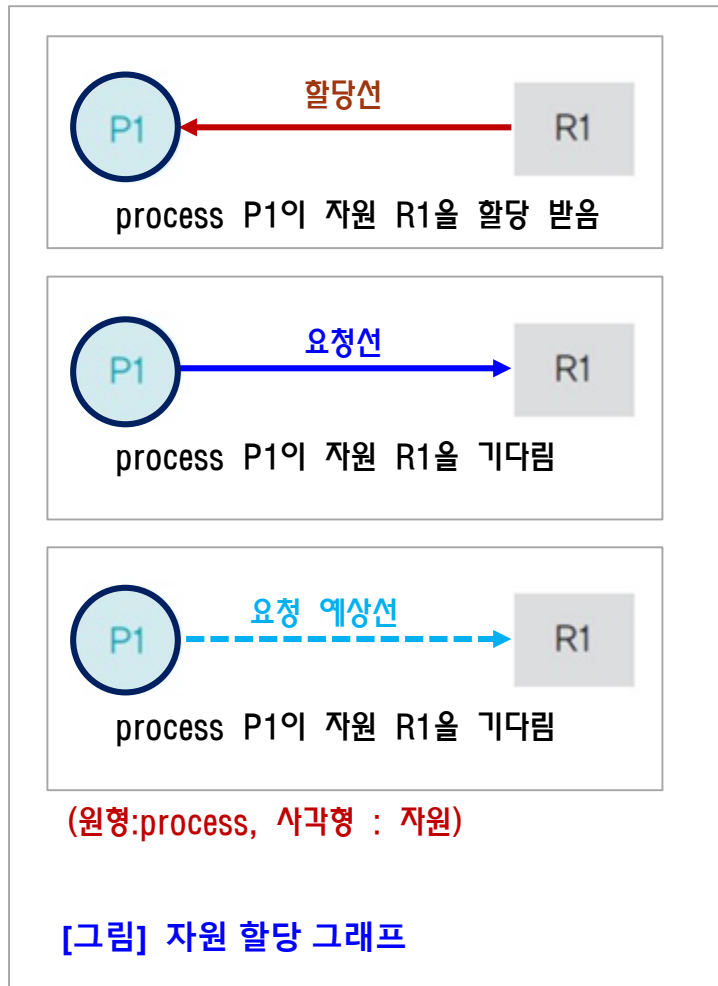 할당선
P1
R1
process P1이 자원 R1을 할당 받음
요청선
P1
R1
process P1이 자원 R1을 기다림
요청 예상선
P1
R1
process P1이 자원 R1을 기다림
(원형:process, 사각형 : 자원)
[그림] 자원 할당 그래프